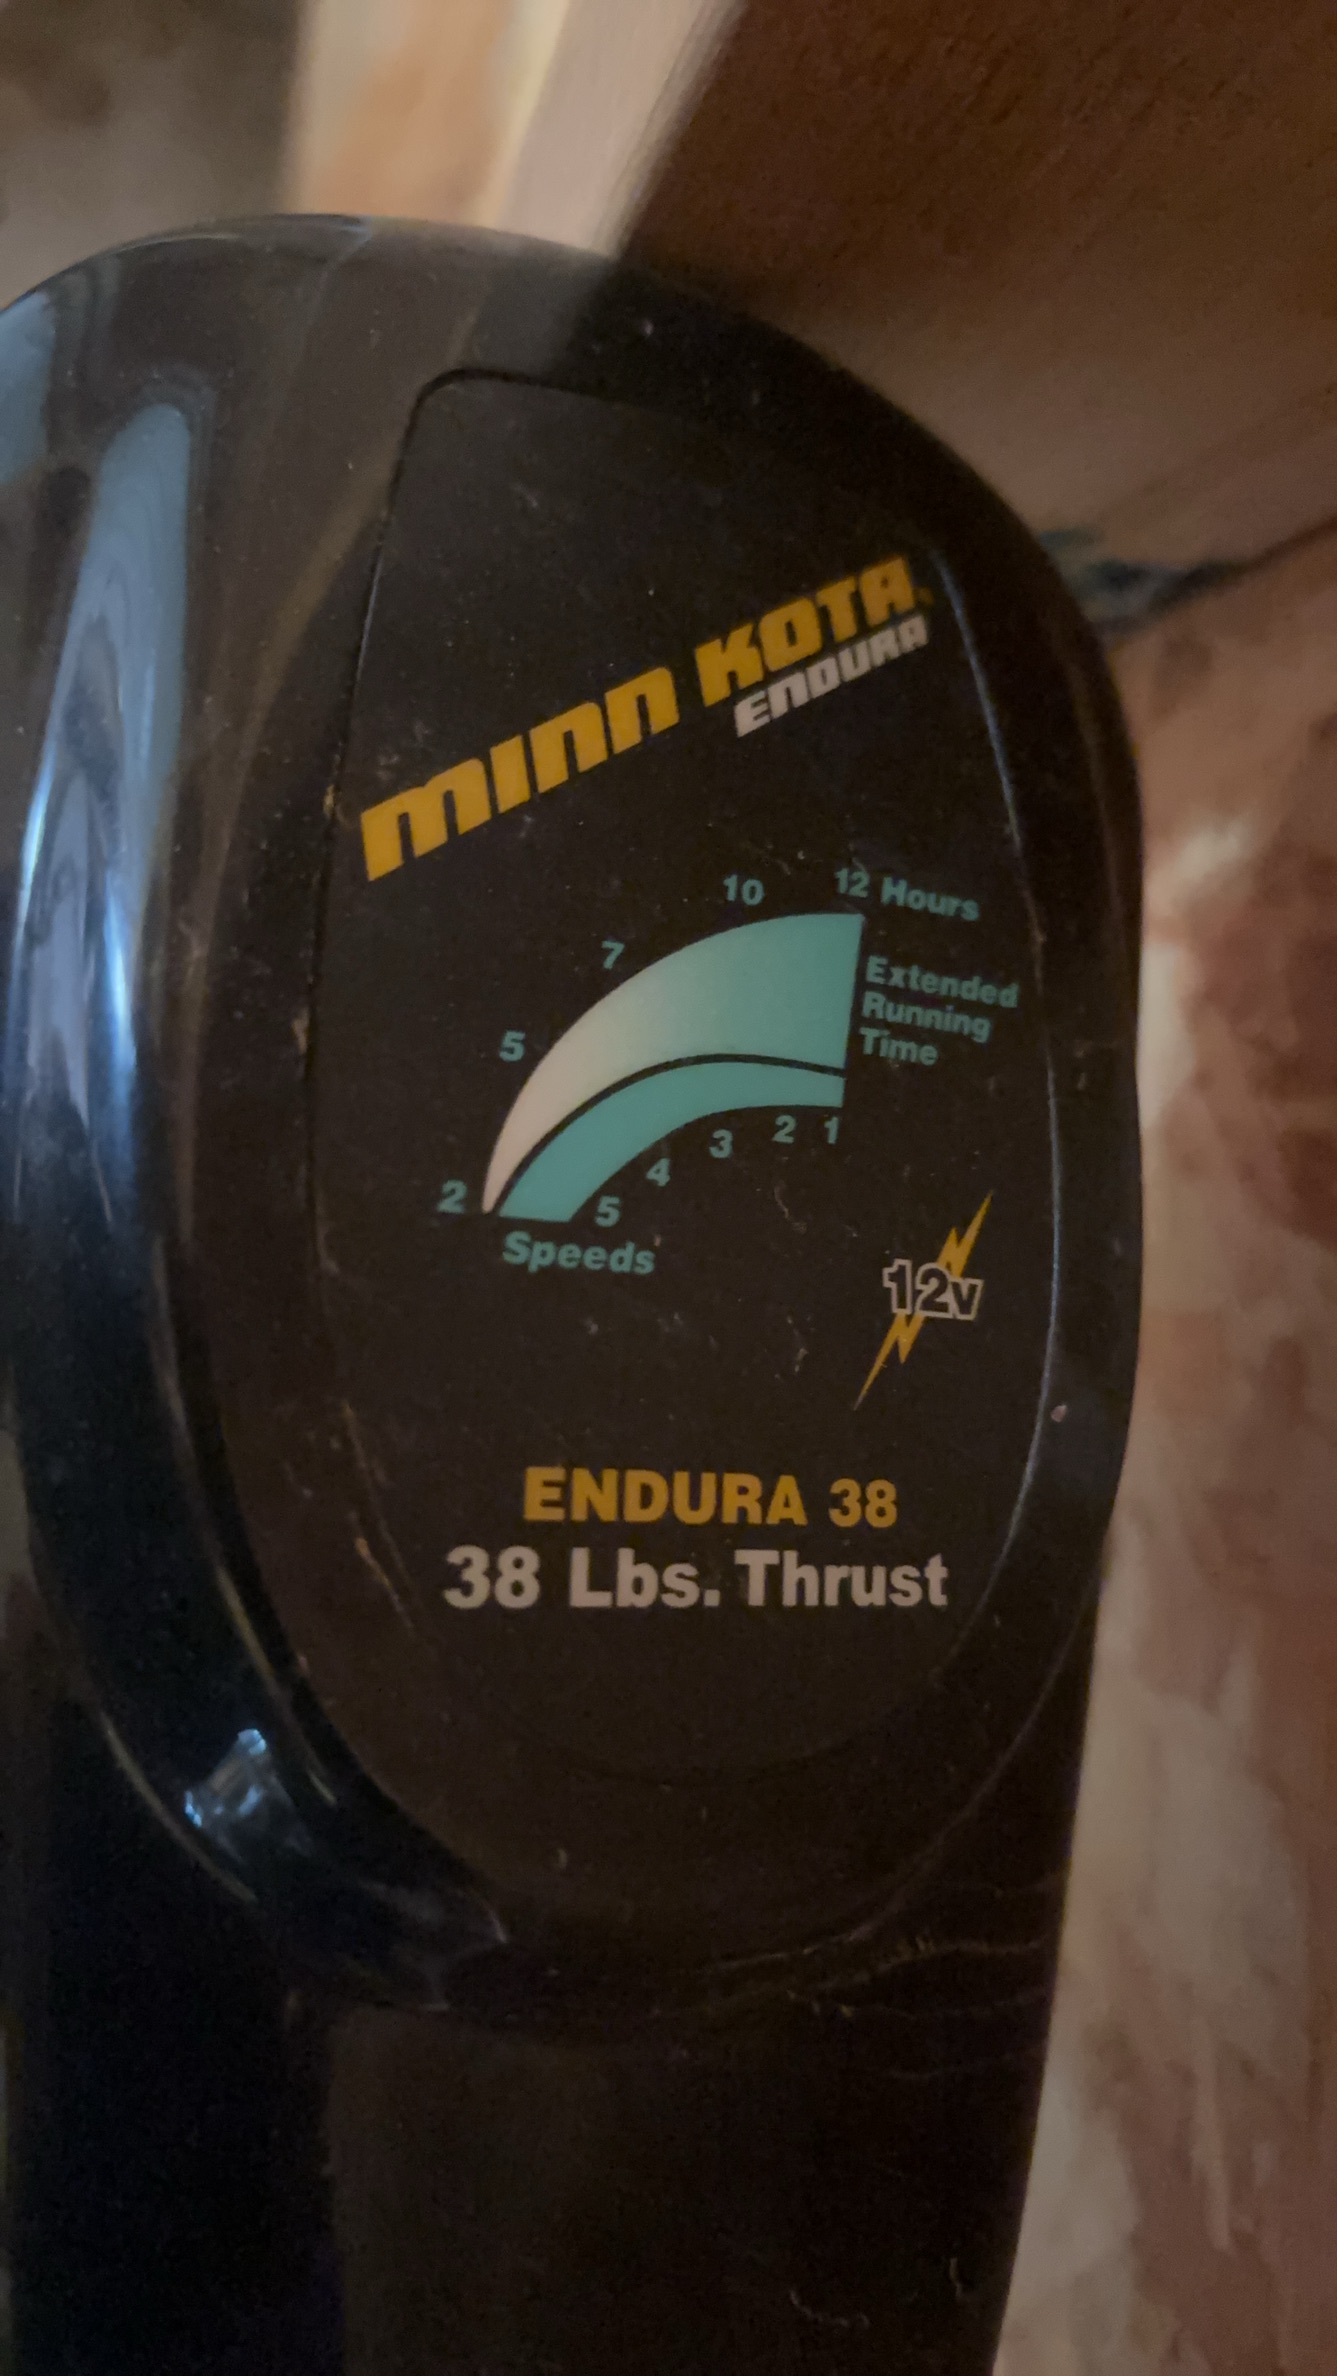 MINN KOTA
ENDURA
10 12 Hours
7
Extended
Running
Time
5
2 1
3
4
2 5
Speeds
12v
ENDURA 38
38 Lbs. Thrust